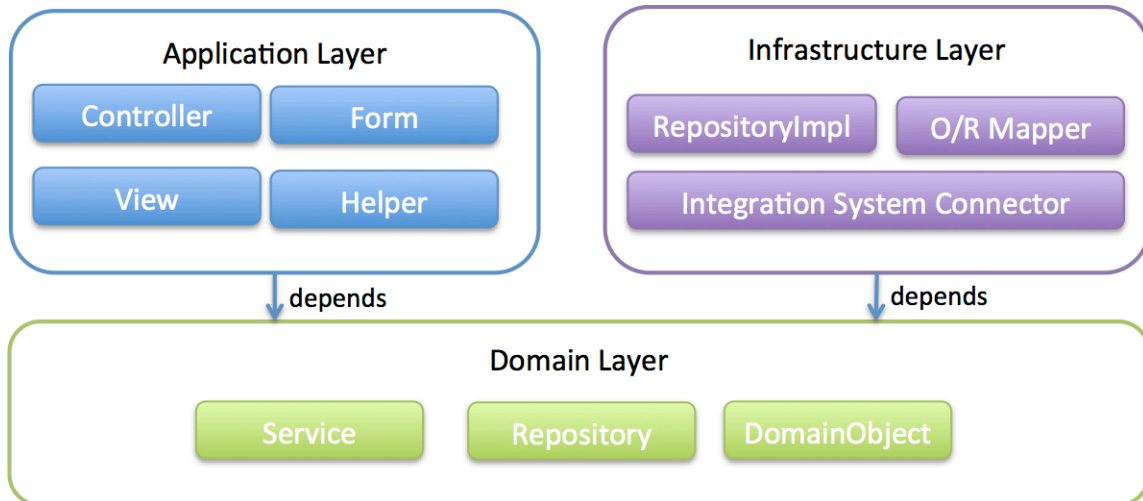 Application Layer
Controller
Form
View
Helper
depends
Infrastructure Layer
RepositoryImpl
O/R Mapper
Integration System Connector
depends
Domain Layer
Service
Repository
DomainObject